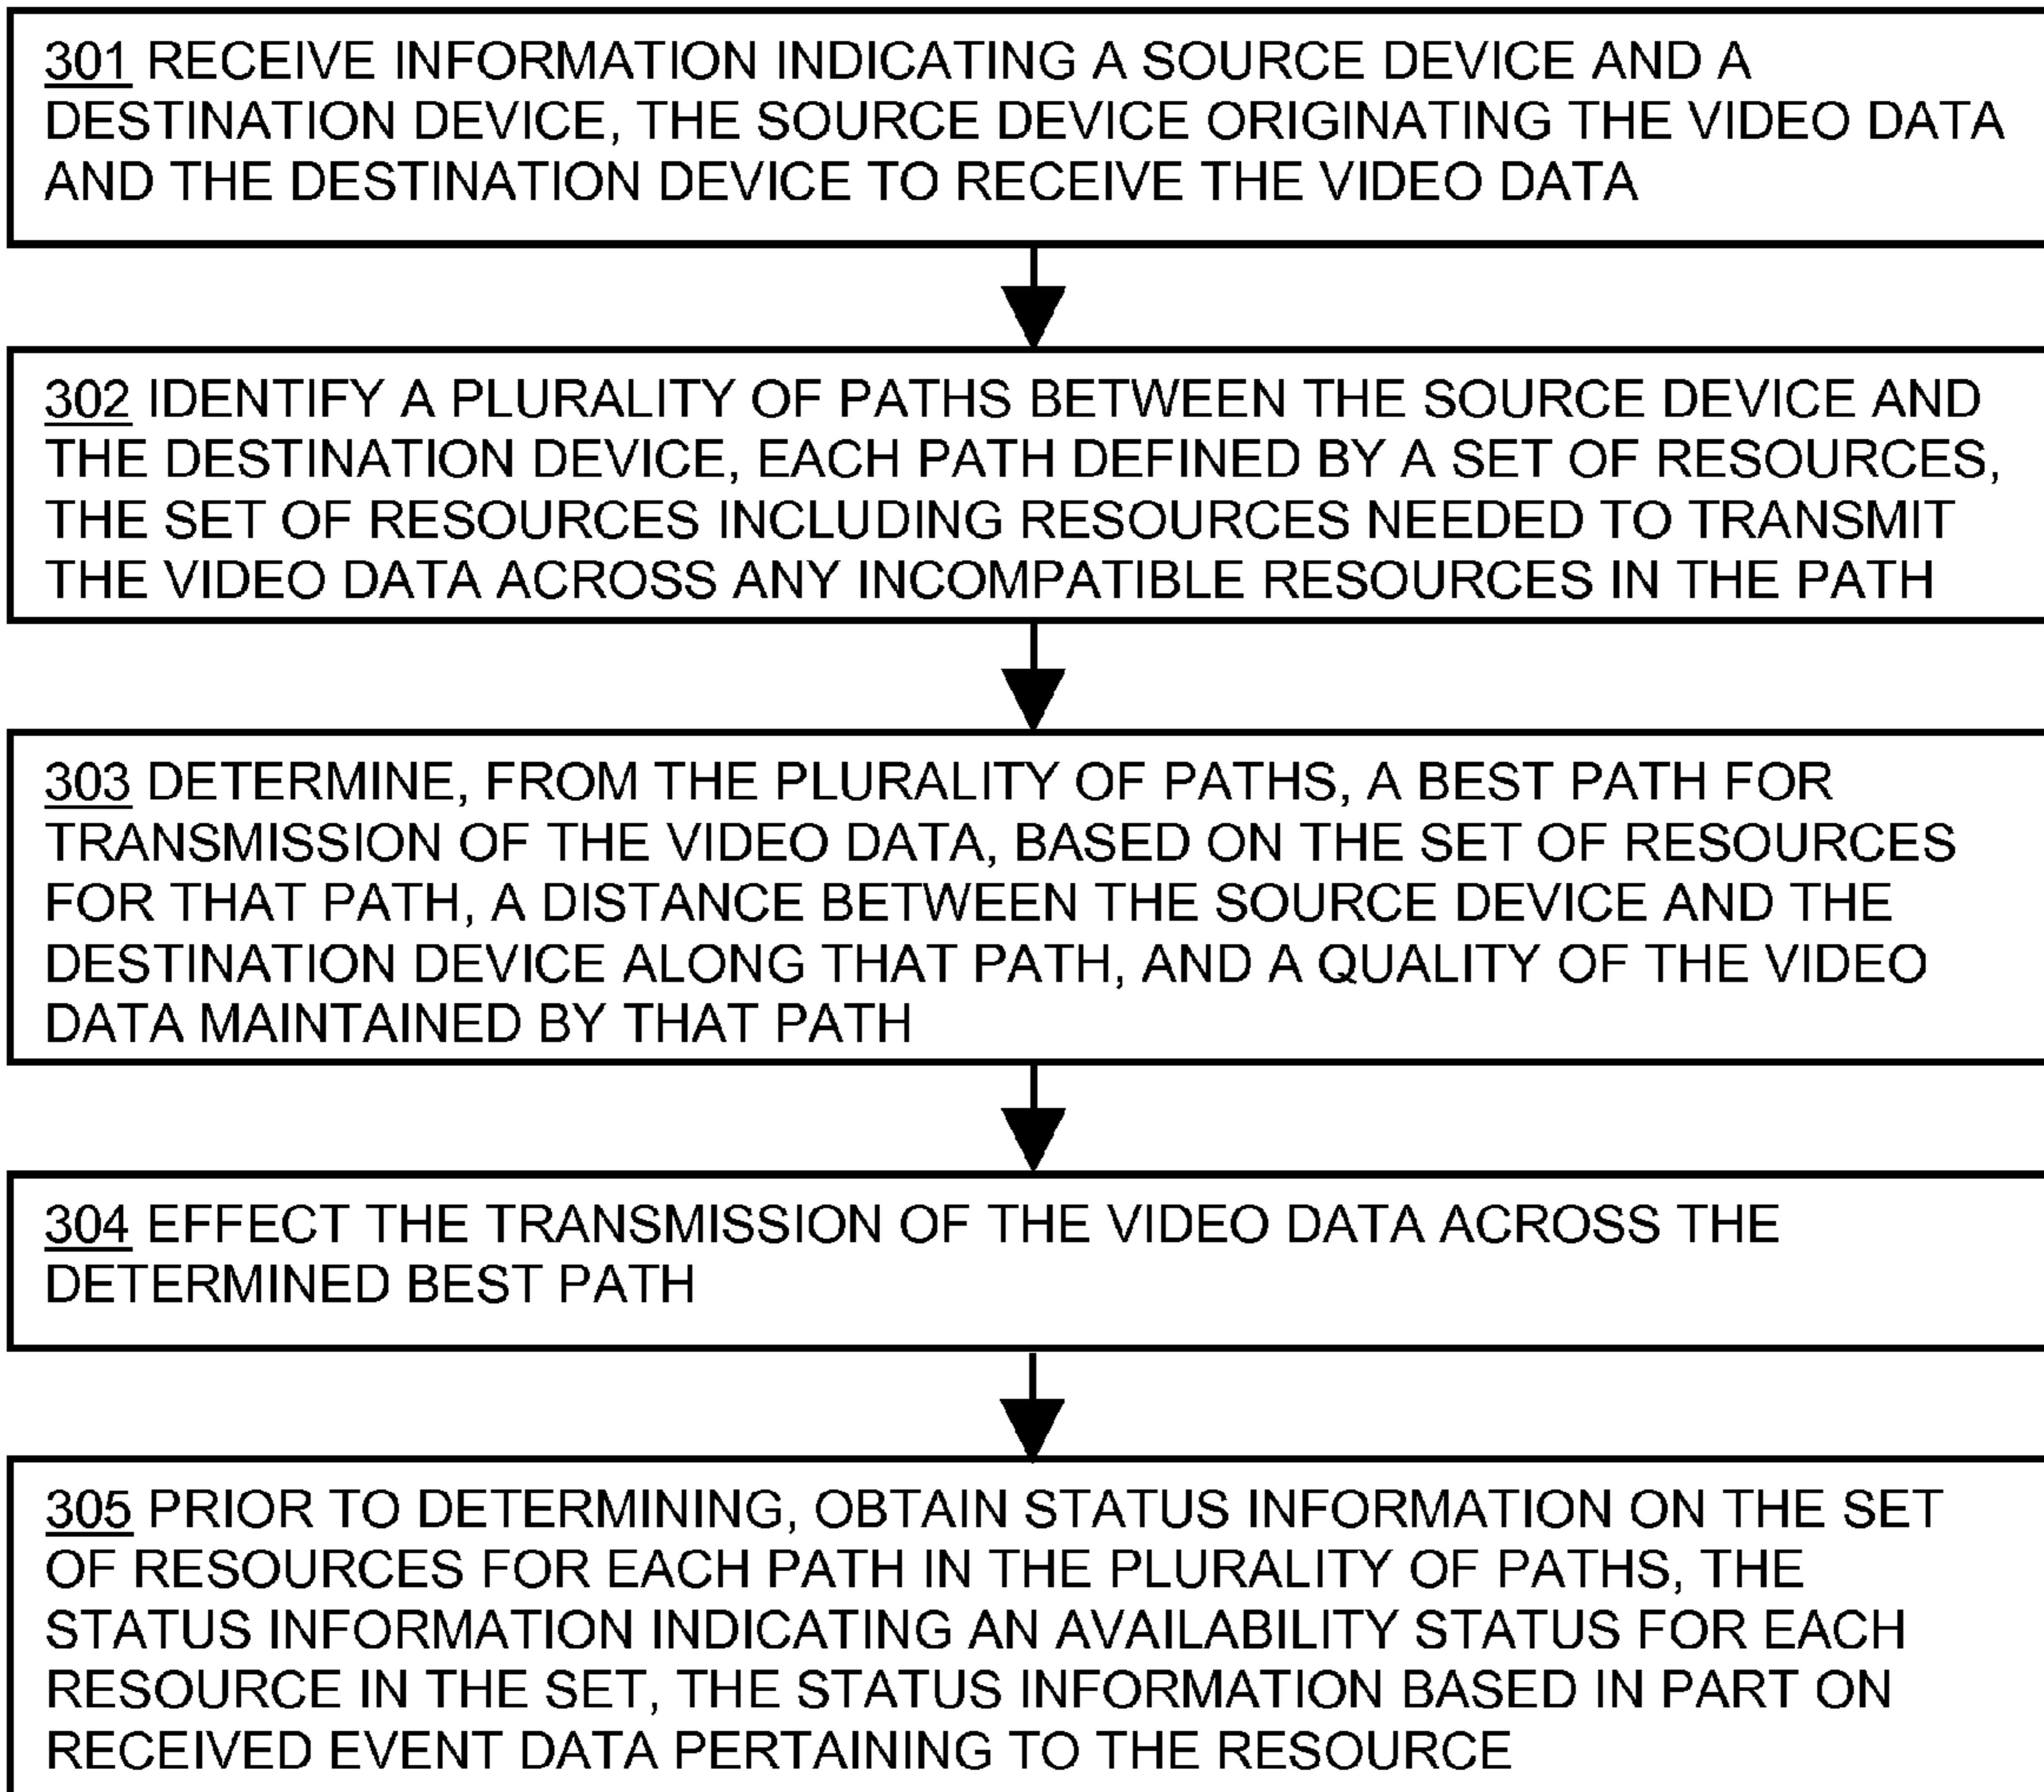 301 RECEIVE INFORMATION INDICATING A SOURCE DEVICE AND A
DESTINATION DEVICE, THE SOURCE DEVICE ORIGINATING THE VIDEO DATA
AND THE DESTINATION DEVICE TO RECEIVE THE VIDEO DATA
302 IDENTIFY A PLURALITY OF PATHS BETWEEN THE SOURCE DEVICE AND
THE DESTINATION DEVICE, EACH PATH DEFINED BY A SET OF RESOURCES,
THE SET OF RESOURCES INCLUDING RESOURCES NEEDED TO TRANSMIT
THE VIDEO DATA ACROSS ANY INCOMPATIBLE RESOURCES IN THE PATH
303 DETERMINE, FROM THE PLURALITY OF PATHS, A BEST PATH FOR
TRANSMISSION OF THE VIDEO DATA, BASED ON THE SET OF RESOURCES
FOR THAT PATH, A DISTANCE BETWEEN THE SOURCE DEVICE AND THE
DESTINATION DEVICE ALONG THAT PATH, AND A QUALITY OF THE VIDEO
DATA MAINTAINED BY THAT PATH
304 EFFECT THE TRANSMISSION OF THE VIDEO DATA ACROSS THE
DETERMINED BEST PATH
305 PRIOR TO DETERMINING, OBTAIN STATUS INFORMATION ON THE SET
OF RESOURCES FOR EACH PATH IN THE PLURALITY OF PATHS, THE
STATUS INFORMATION INDICATING AN AVAILABILITY STATUS FOR EACH
RESOURCE IN THE SET, THE STATUS INFORMATION BASED IN PART ON
RECEIVED EVENT DATA PERTAINING TO THE RESOURCE